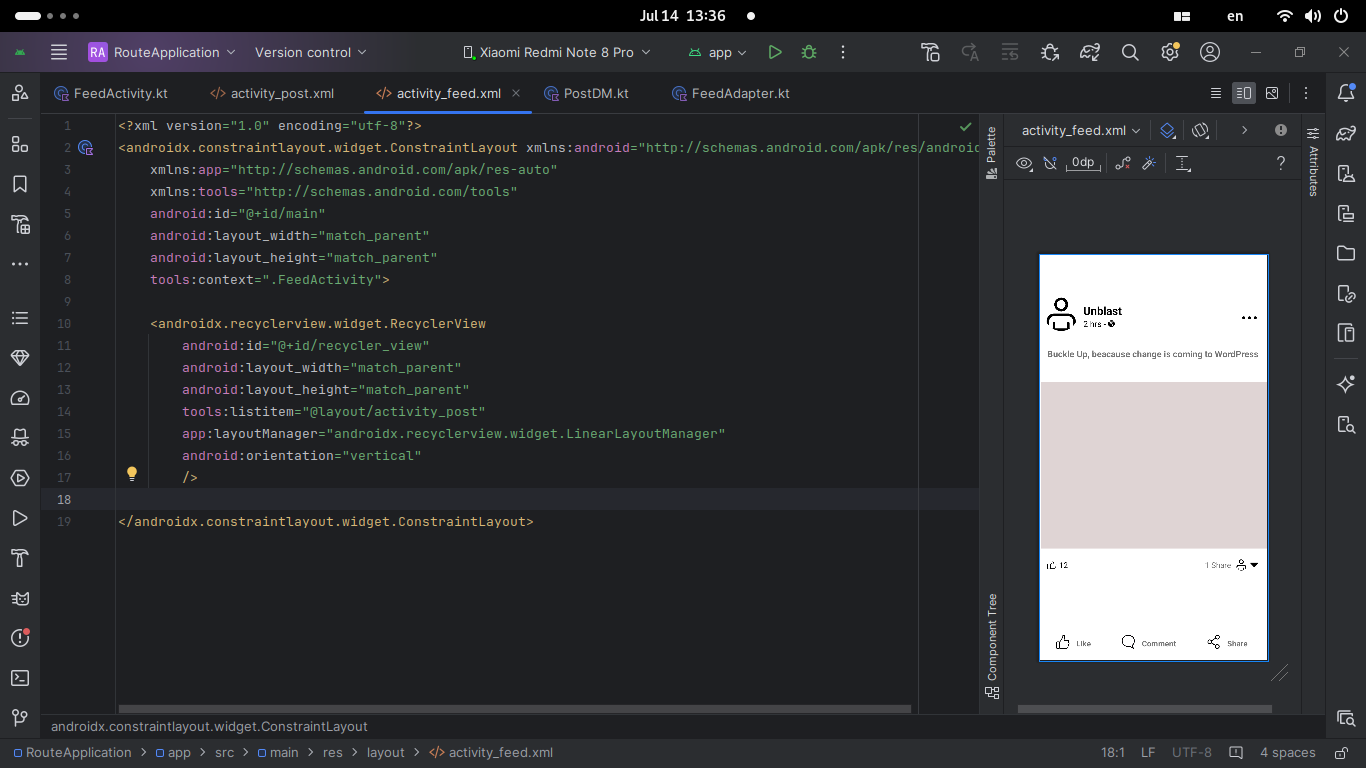 Jul 14 13:36
en
RA RouteApplication
Version control
Xiaomi Redmi Note 8 Pro
app
FeedActivity.kt
activity_post.xml
activity_feed.xml
PostDM.kt
FeedAdapter.kt
1 <?xml version="1.0" encoding="utf-8"?>
2 <androidx.constraintlayout.widget.ConstraintLayout xmlns:android="http://schemas.android.com/apk/res/android
3 xmlns:app="http://schemas.android.com/apk/res-auto"
4 xmlns:tools="http://schemas.android.com/tools"
5 android:id="@+id/main"
6 android:layout_width="match_parent"
7 android:layout_height="match_parent"
8 tools:context=".FeedActivity">
9
10 <androidx.recyclerview.widget.RecyclerView
11 android:id="@+id/recycler_view"
12 android:layout_width="match_parent"
13 android:layout_height="match_parent"
14 tools:listitem="@layout/activity_post"
15 app:layoutManager="androidx.recyclerview.widget.LinearLayoutManager"
16 android:orientation="vertical"
17 />
18
19 </androidx.constraintlayout.widget.ConstraintLayout>
Palette
Component Tree
activity_feed.xml
0dp
?
Attributes
Unblast
2 hrs -
Buckle Up, beacause change is coming to WordPress
12
1 Share
Like
Comment
Share
androidx.constraintlayout.widget.ConstraintLayout
RouteApplication > app > src > main > res > layout > activity_feed.xml
18:1 LF UTF-8 4 spaces